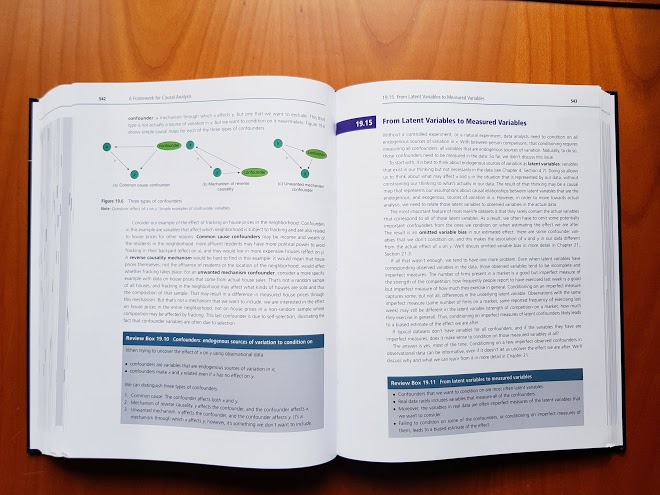 542 A Framework for Causal Analysis
confounder
type is not actually a source of variation in x, but we want to condition on it nevertheless. Figure 19.6
shows simple causal maps for each of the three types of confounders.
confounder
confounder
confounder
(a) Common cause confounder
(b) Mechanism of reverse
causality
(c) Unwanted mechanism
confounder
Figure 19.6 Three types of confounders
Note: Simple examples of confounder variables.
Consider our example of the effect of fracking on house prices in the neighborhood. Confounders
in this example are variables that affect which neighborhood is subject to fracking and are also related
to house prices for other reasons. Common cause confounders may be income and wealth of
the residents in the neighborhood: more affluent residents may have more political power to avoid
fracking in their backyard (effect on x), and they would live in more expensive houses (effect on y).
A reverse causality mechanism would be hard to find in this example: it would mean that house
prices themselves, not the affluence of residents or the location of the neighborhood, would affect
whether fracking takes place. For an unwanted mechanism confounder, consider a more specific
example with data on house prices that come from actual house sales. That's not a random sample
of all houses, and fracking in the neighborhood may affect what kinds of houses are sold and thus
the composition of that sample. That may result in a difference in measured house prices through
this mechanism. But that's not a mechanism that we want to include; we are interested in the effect
on house prices in the entire neighborhood, not on house prices in a non-random sample whose
composition may be affected by fracking. This last confounder is due to self-selection, illustrating the
fact that confounder variables are often due to selection.
Review Box 19.10 Confounders: endogenous sources of variation to condition on
When trying to uncover the effect of x on y using observational data
• confounders are variables that are endogenous sources of variation in x;
• confounders make x and y related even if x has no effect on y.
We can distinguish three types of confounders:
1. Common cause: The confounder affects both x and y.
2. Mechanism of reverse causality: y affects the confounder, and the confounder affects x.
3. Unwanted mechanism: x affects the confounder, and the confounder affects y. It's a
mechanism through which x affects y; however, it's something we don't want to include.
19.15 From Latent Variables to Measured Variables 543
19.15 From Latent Variables to Measured Variables
Without a controlled experiment, or a natural experiment, data analysts need to condition on all
endogenous sources of variation in x. With between-person comparisons, that conditioning requires
measuring all confounders: all variables that are endogenous sources of variation. Naturally, to do so,
those confounders need to be measured in the data. So far, we didn't discuss this issue.
To start with, it is best to think about endogenous sources of variation as latent variables: variables
that exist in our thinking but not necessarily in the data (see Chapter 4, Section 4.7). Doing so allows
us to think about what may affect x and y in the situation that is represented by our data, without
constraining our thinking to what's actually in our data. The result of that thinking may be a causal
map that represents our assumptions about causal relationships between latent variables that are the
endogenous, and exogenous, sources of variation in x. However, in order to move towards actual
analysis, we need to relate those latent variables to observed variables in the actual data.
The most important feature of most real-life datasets is that they rarely contain the actual variables
that correspond to all of those latent variables. As a result, we often have to omit some potentially
important confounders from the ones we condition on when estimating the effect we are after.
The result is an omitted variable bias in our estimated effect: there are some confounder vari-
ables that we don't condition on, and this makes the association of x and y in our data different
from the actual effect of x on y. We'll discuss omitted variable bias in more detail in Chapter 21,
Section 21.3.
If all that wasn't enough, we tend to have one more problem. Even when latent variables have
corresponding observed variables in the data, those observed variables tend to be incomplete and
imperfect measures. The number of firms present in a market is a good but imperfect measure of
the strength of the competition; how frequently people report to have exercised last week is a good
but imperfect measure of how much they exercise in general. Conditioning on an imperfect measure
captures some, but not all, differences in the underlying latent variable. Observations with the same
imperfect measure (same number of firms on a market, same reported frequency of exercising last
week) may still be different in the latent variable (strength of competition on a market, how much
they exercise in general). Thus, conditioning on imperfect measures of latent confounders likely leads
to a biased estimate of the effect we are after.
If typical datasets don't have variables for all confounders, and if the variables they have are
imperfect measures, does it make sense to condition on those measured variables at all?
The answer is yes, most of the time. Conditioning on a few imperfect observed confounders in
observational data can be informative, even if it doesn't let us uncover the effect we are after. We'll
discuss why and what we can learn from it in more detail in Chapter 21.
Review Box 19.11 From latent variables to measured variables
• Confounders that we want to condition on are most often latent variables.
• Real data rarely includes variables that measure all of the confounders.
• Moreover, the variables in real data are often imperfect measures of the latent variables that
we want to consider.
• Failing to condition on some of the confounders, or conditioning on imperfect measures of
them, leads to a biased estimate of the effect.